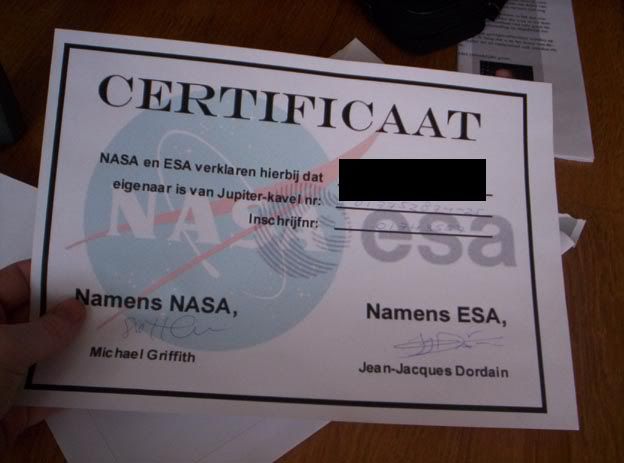 CERTIFICAAT
NASA en ESA verklaren hierbij dat
eigenaar is van Jupiter-kavel nr:
Inschrijfnr:
NASA esa
Namens NASA,
Namens ESA,
Michael Griffith
Jean-Jacques Dordain